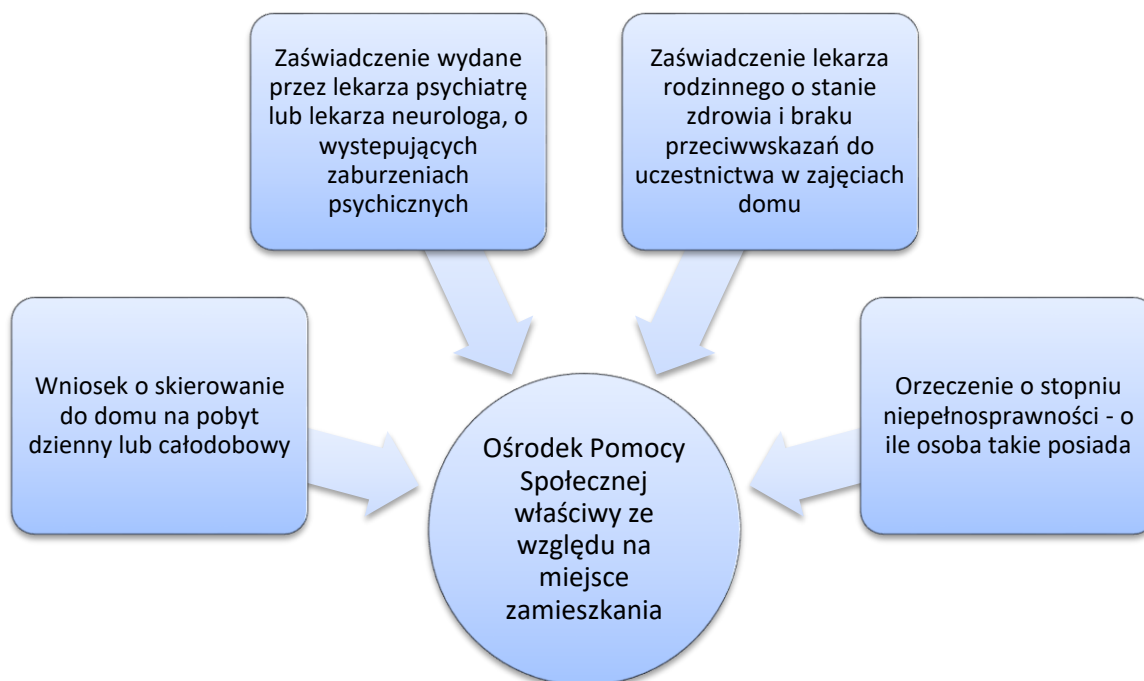 Zaświadczenie wydane
przez lekarza psychiatrę
lub lekarza neurologa, o
wystepujących
zaburzeniach
psychicznych
Zaświadczenie lekarza
rodzinnego o stanie
zdrowia i braku
przeciwwskazań do
uczestnictwa w zajęciach
domu
Wniosek o skierowanie
do domu na pobyt
dzienny lub całodobowy
Ośrodek Pomocy
Społecznej
właściwy ze
względu na
miejsce
zamieszkania
Orzeczenie o stopniu
niepełnosprawności - o
ile osoba takie posiada